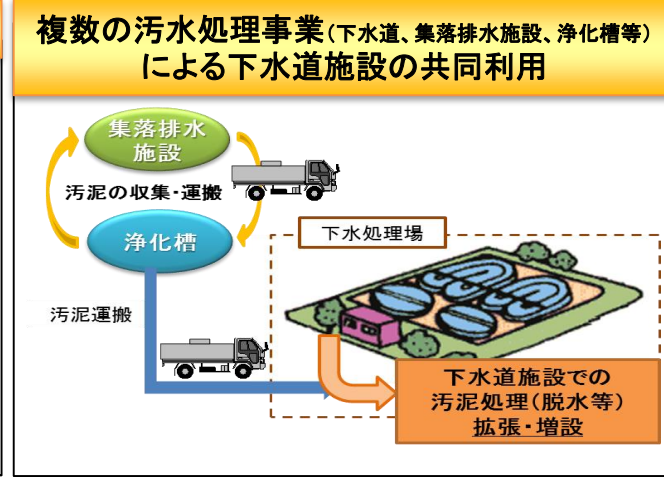 複数の汚水処理事業(下水道、集落排水施設、浄化槽等)
による下水道施設の共同利用
集落排水
施設
汚泥の収集・運搬
浄化槽
下水処理場
汚泥運搬
下水道施設での
汚泥処理(脱水等)
拡張・増設